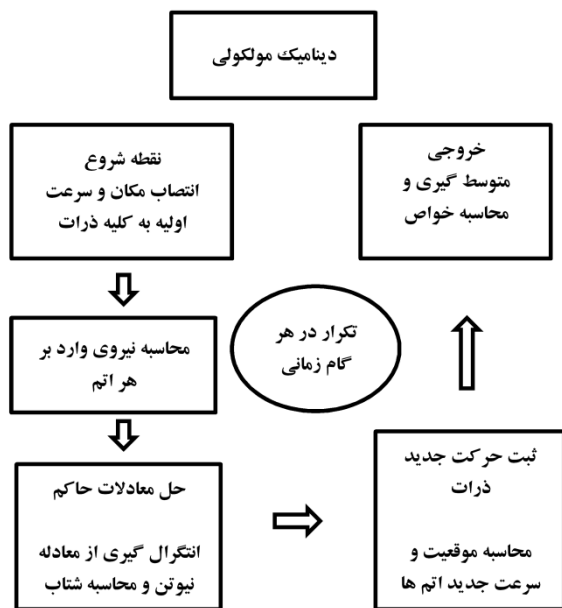 دینامیک مولکولی
نقطه شروع
انتصاب مکان و سرعت
اولیه به کلیه ذرات
محاسبه نیروی وارد بر
هر اتم
حل معادلات حاکم
انتگرال گیری از معادله
نیوتن و محاسبه شتاب
ثبت حرکت جدید
ذرات
محاسبه موقعیت و
سرعت جدید اتم ها
خروجی
متوسط گیری و
محاسبه خواص
تکرار در هر
گام زمانی